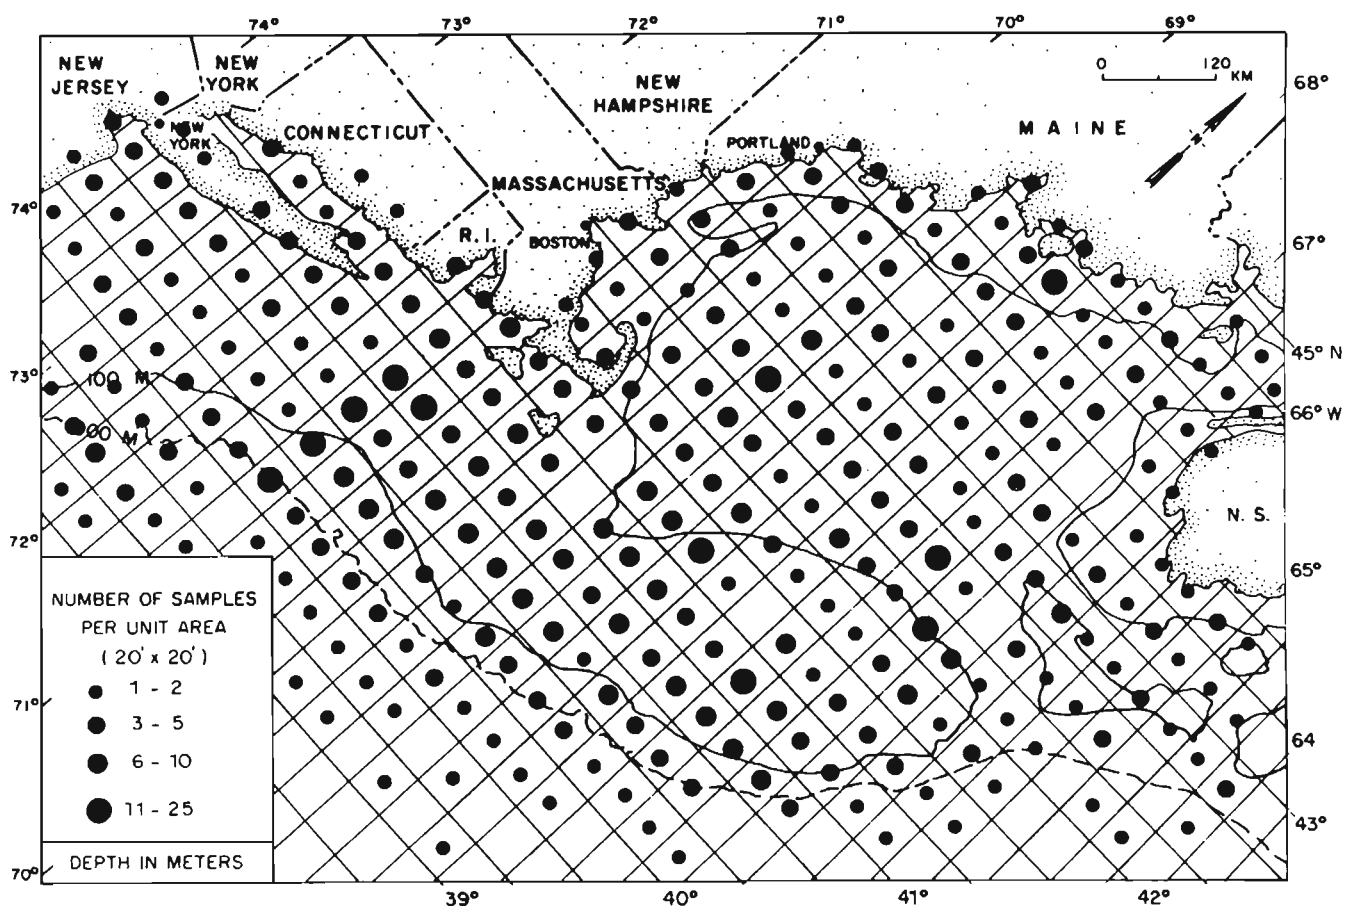 74° 73° 72° 71° 70° 69°
NEW JERSEY
NEW YORK
NEW HAMPSHIRE
0 120 KM
68°
NEW YORK
CONNECTICUT
PORTLAND
MAINE
N
MASSACHUSETTS
74°
R.I.
BOSTON
67°
45° N
73°
100 M
66° W
00 M
N. S.
72°
65°
NUMBER OF SAMPLES
PER UNIT AREA
( 20' x 20' )
1 - 2
3 - 5
6 - 10
11 - 25
DEPTH IN METERS
71°
64
43°
70°
39° 40° 41° 42°